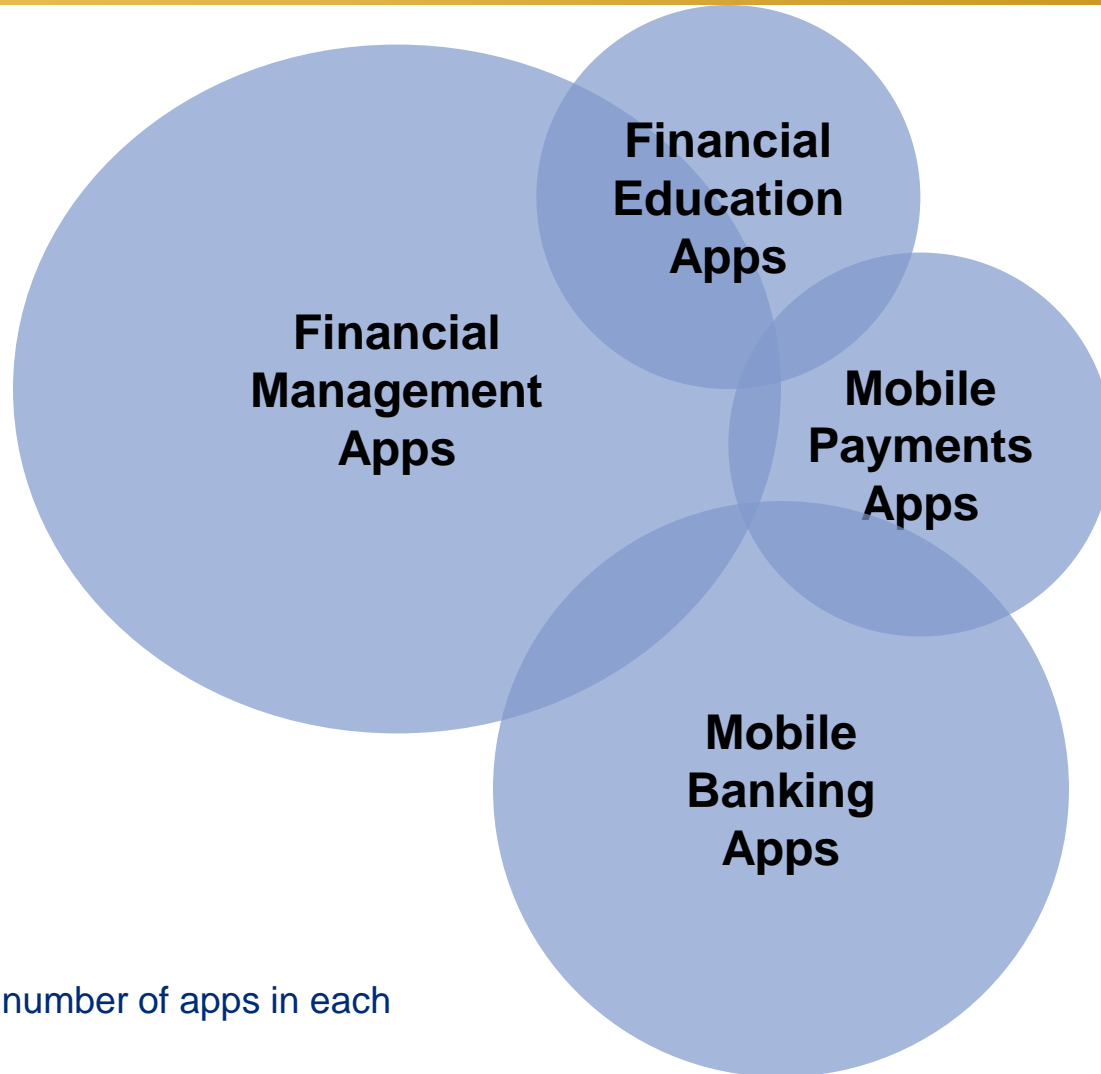 Financial
Education
Apps
Financial
Management
Apps
Mobile
Payments
Apps
Mobile
Banking
Apps
number of apps in each